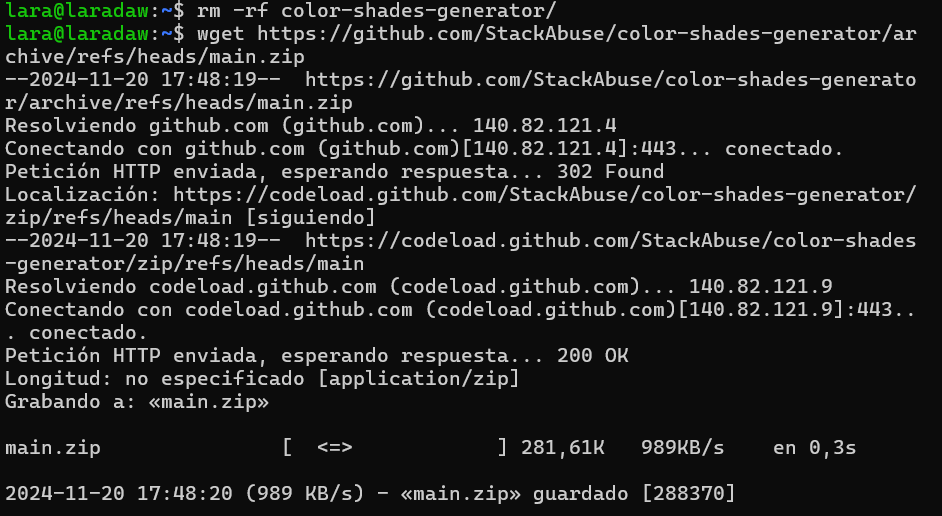 lara@laradaw:~$ rm -rf color-shades-generator/
lara@laradaw:~$ wget https://github.com/StackAbuse/color-shades-generator/ar
chive/refs/heads/main.zip
--2024-11-20 17:48:19--  https://github.com/StackAbuse/color-shades-generato
r/archive/refs/heads/main.zip
Resolviendo github.com (github.com)... 140.82.121.4
Conectando con github.com (github.com)[140.82.121.4]:443... conectado.
Petición HTTP enviada, esperando respuesta... 302 Found
Localización: https://codeload.github.com/StackAbuse/color-shades-generator/
zip/refs/heads/main [siguiendo]
--2024-11-20 17:48:19--  https://codeload.github.com/StackAbuse/color-shades
-generator/zip/refs/heads/main
Resolviendo codeload.github.com (codeload.github.com)... 140.82.121.9
Conectando con codeload.github.com (codeload.github.com)[140.82.121.9]:443..
. conectado.
Petición HTTP enviada, esperando respuesta... 200 OK
Longitud: no especificado [application/zip]
Grabando a: «main.zip»
main.zip               [  <=>            ] 281,61K   989KB/s    en 0,3s
2024-11-20 17:48:20 (989 KB/s) - «main.zip» guardado [288370]